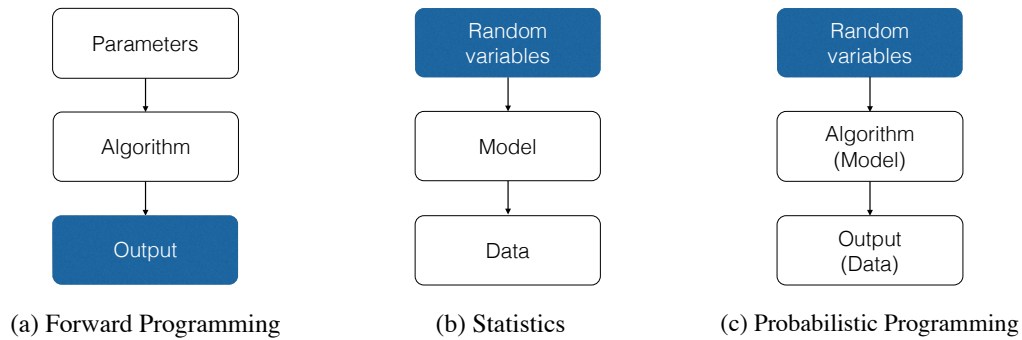 Parameters
Algorithm
Output
(a) Forward Programming
Random
variables
Model
Data
(b) Statistics
Random
variables
Algorithm
(Model)
Output
(Data)
(c) Probabilistic Programming